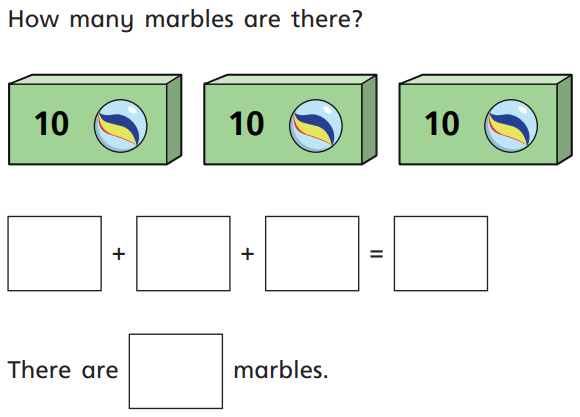 How many marbles are there?
10 10 10
+ + =
There are marbles.